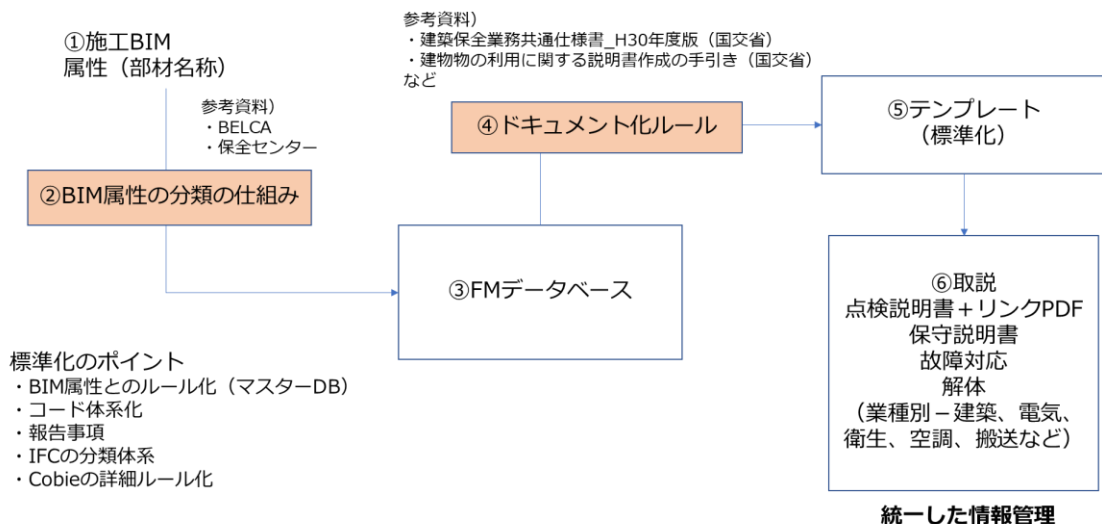 ①施工BIM
属性（部材名称）
参考資料）
・BELCA
・保全センター
②BIM属性の分類の仕組み
③FMデータベース
参考資料）
・建築保全業務共通仕様書_H30年度版（国交省）
・建物物の利用に関する説明書作成の手引き（国交省）
など
④ドキュメント化ルール
⑤テンプレート
（標準化）
⑥取説
点検説明書＋リンクPDF
保守説明書
故障対応
解体
（業種別－建築、電気、
衛生、空調、搬送など）
統一した情報管理
標準化のポイント
・BIM属性とのルール化（マスターDB）
・コード体系化
・報告事項
・IFCの分類体系
・Cobieの詳細ルール化